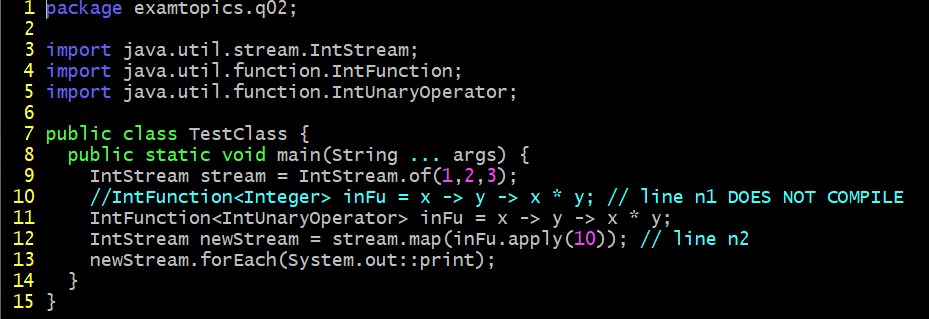 1 package examtopics.q02;
2
3 import java.util.stream.IntStream;
4 import java.util.function.IntFunction;
5 import java.util.function.IntUnaryOperator;
6
7 public class TestClass {
8   public static void main(String ... args) {
9     IntStream stream = IntStream.of(1,2,3);
10     //IntFunction<Integer> inFu = x -> y -> x * y; // line n1 DOES NOT COMPILE
11     IntFunction<IntUnaryOperator> inFu = x -> y -> x * y;
12     IntStream newStream = stream.map(inFu.apply(10)); // line n2
13     newStream.forEach(System.out::print);
14   }
15 }